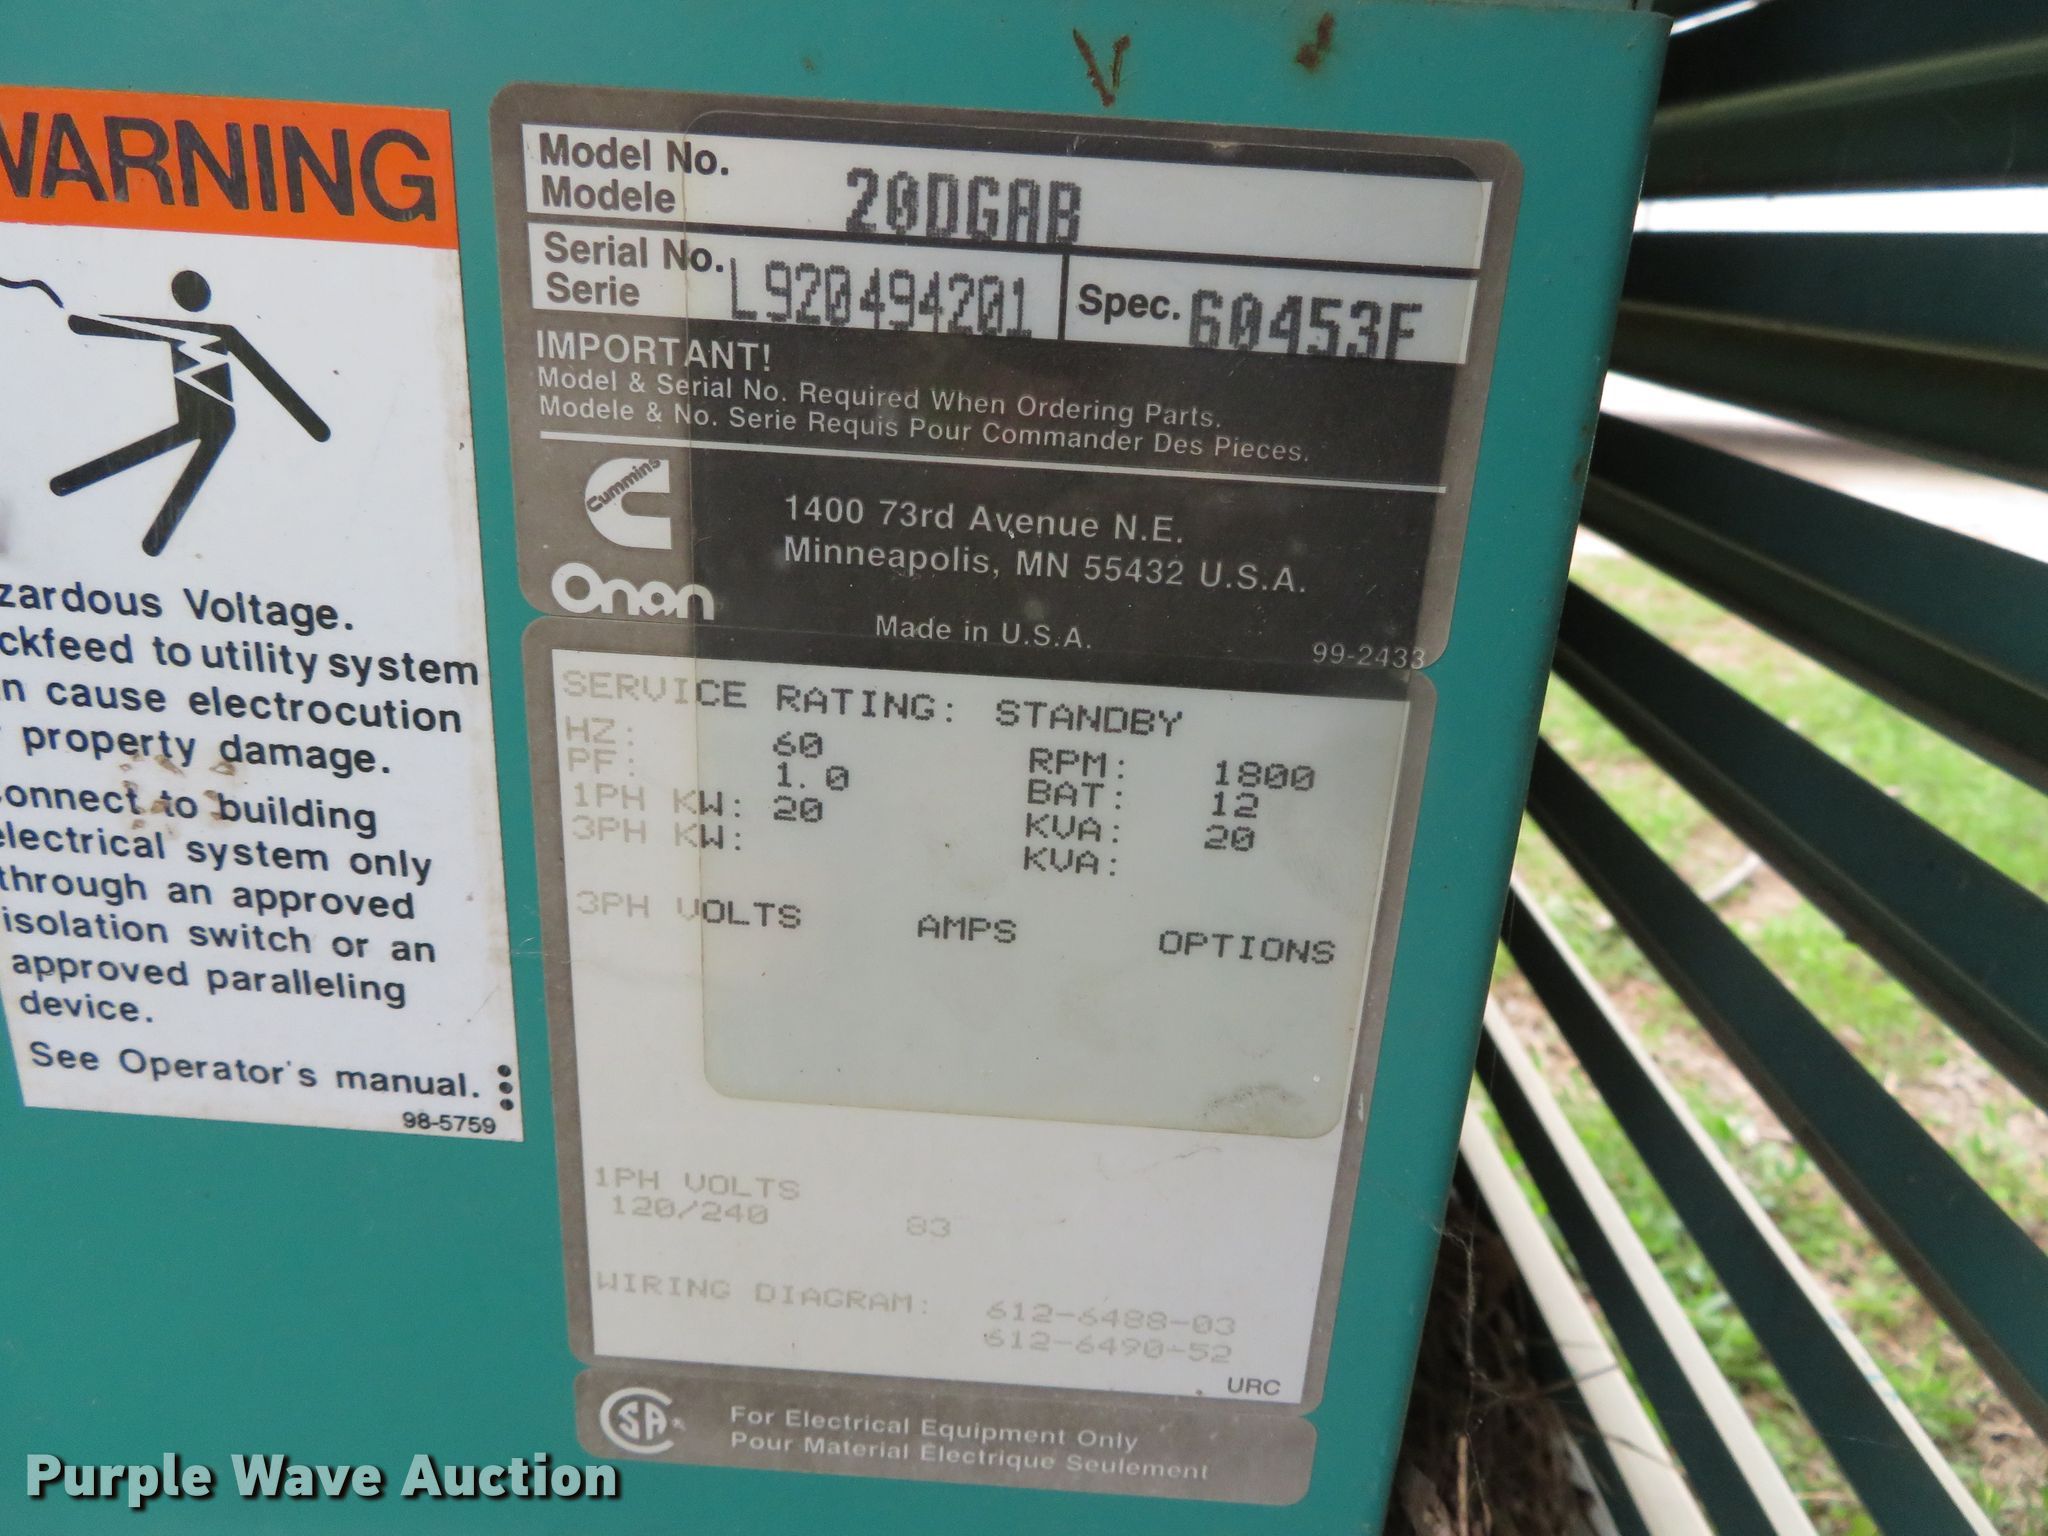 WARNING
zardous Voltage.
ckfeed to utility system
n cause electrocution
property damage.
onnect to building
electrical system only
through an approved
isolation switch or an
approved paralleling
device.
See Operator's manual.
98-5759
Model No.
Modele
20DGAB
Serial No.
Serie
L920494201
Spec. 60453F
IMPORTANT!
Model & Serial No. Required When Ordering Parts.
Modele & No. Serie Requis Pour Commander Des Pieces.
Cummins
Onan
1400 73rd Avenue N.E.
Minneapolis, MN 55432 U.S.A.
Made in U.S.A.
99-2433
SERVICE RATING: STANDBY
HZ: 60 RPM: 1800
PF: 1.0 BAT: 12
1PH KW: 20 KVA: 20
3PH KW: KVA:
3PH VOLTS AMPS OPTIONS
1PH VOLTS
120/240 83
WIRING DIAGRAM: 612-6488-03
612-6490-52
URC
CSA
For Electrical Equipment Only
Pour Material Electrique Seulement
Purple Wave Auction